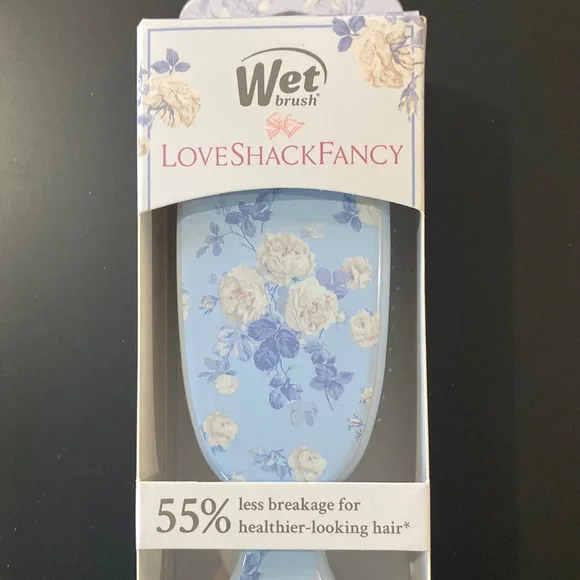 Wet
brush®
LOVESHACKFANCY
55% less breakage for
healthier-looking hair*